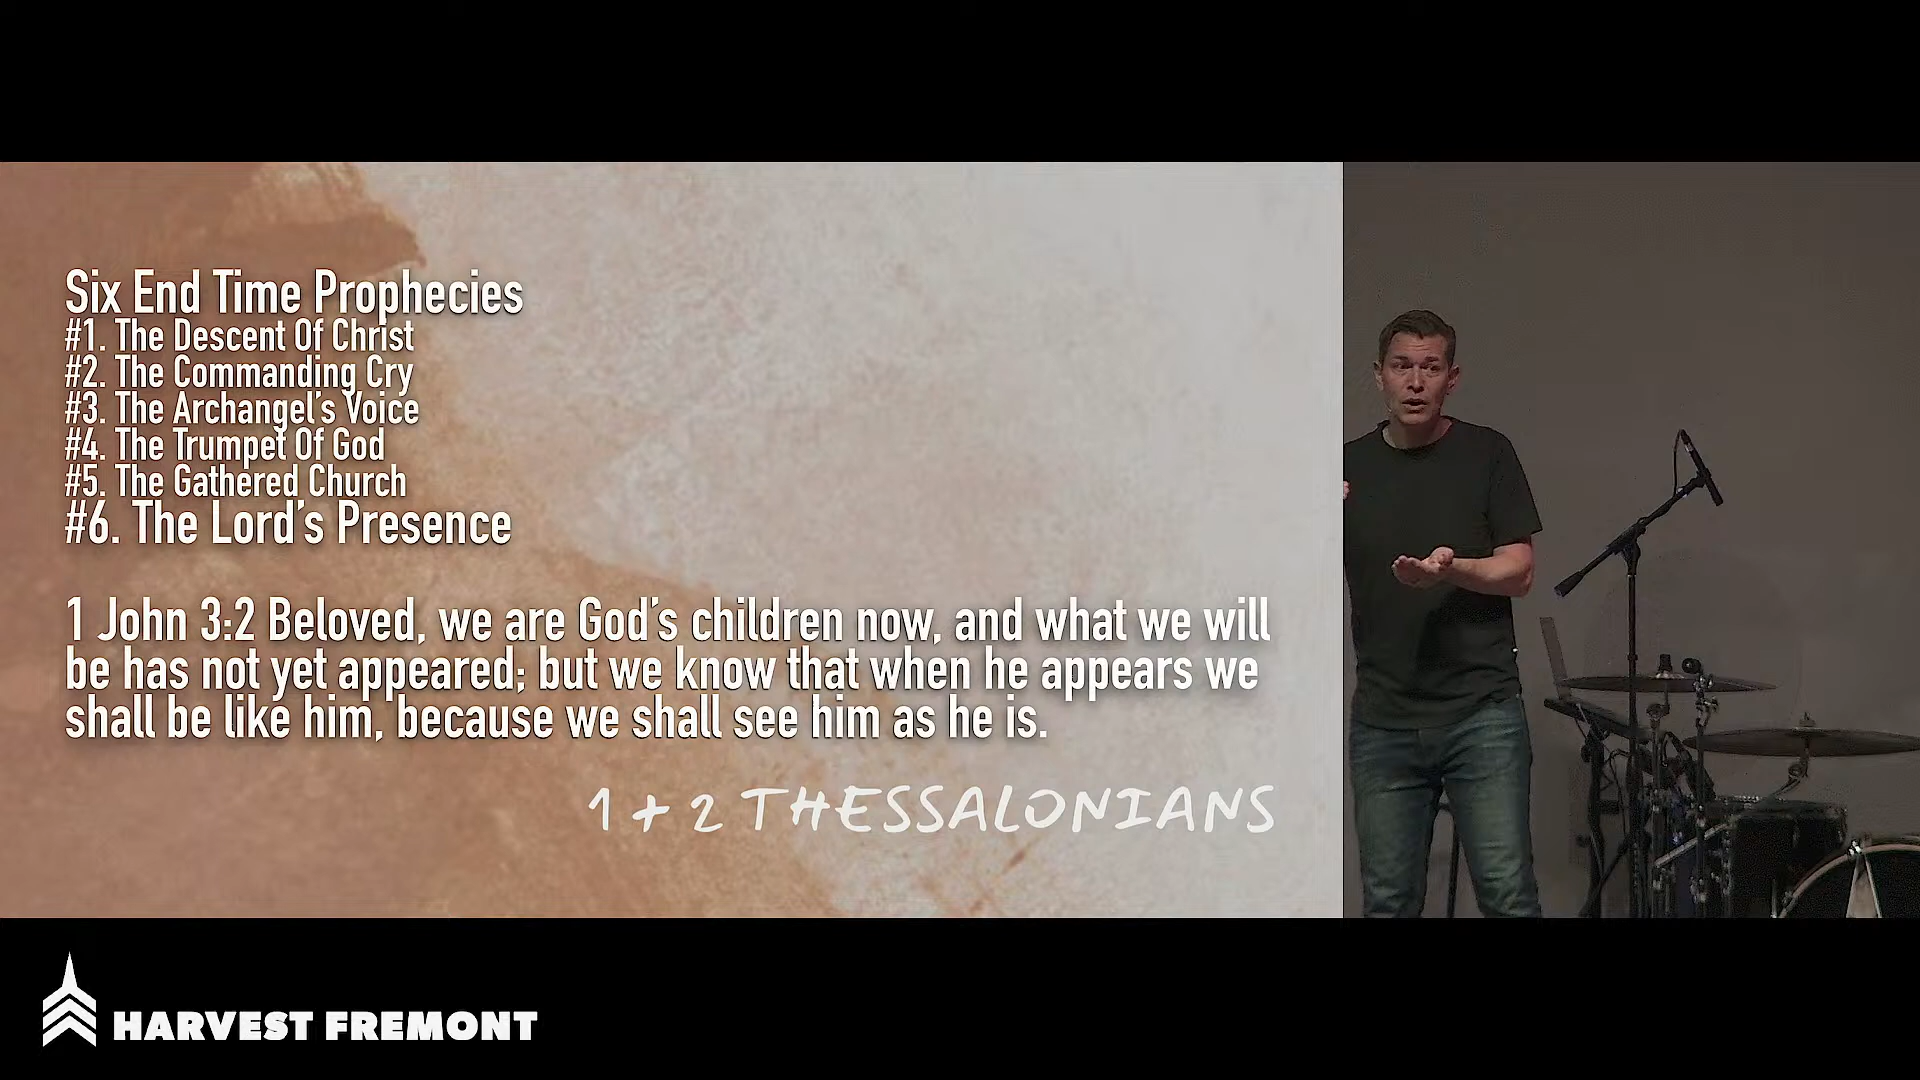 Six End Time Prophecies
#1. The Descent Of Christ
#2. The Commanding Cry
#3. The Archangel's Voice
#4. The Trumpet Of God
#5. The Gathered Church
#6. The Lord's Presence
1 John 3:2 Beloved, we are God's children now, and what we will
be has not yet appeared; but we know that when he appears we
shall be like him, because we shall see him as he is.
1 + 2 THESSALONIANS
HARVEST FREMONT